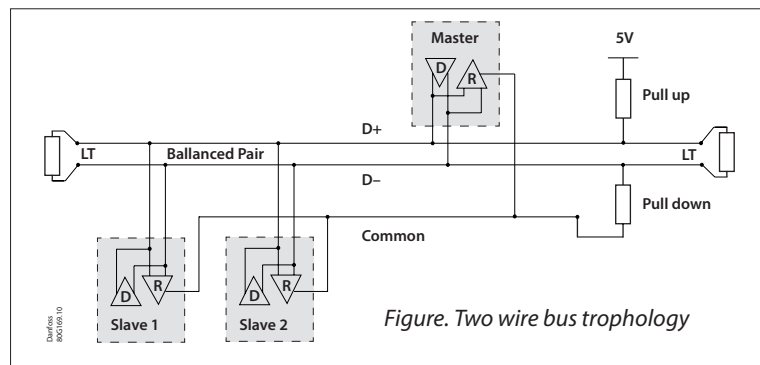 Master
5V
D
R
Pull up
D+
LT
Ballanced Pair
LT
D–
Pull down
Common
D
R
D
R
Slave 1
Slave 2
Figure. Two wire bus trophology
Danfoss
80G169.10